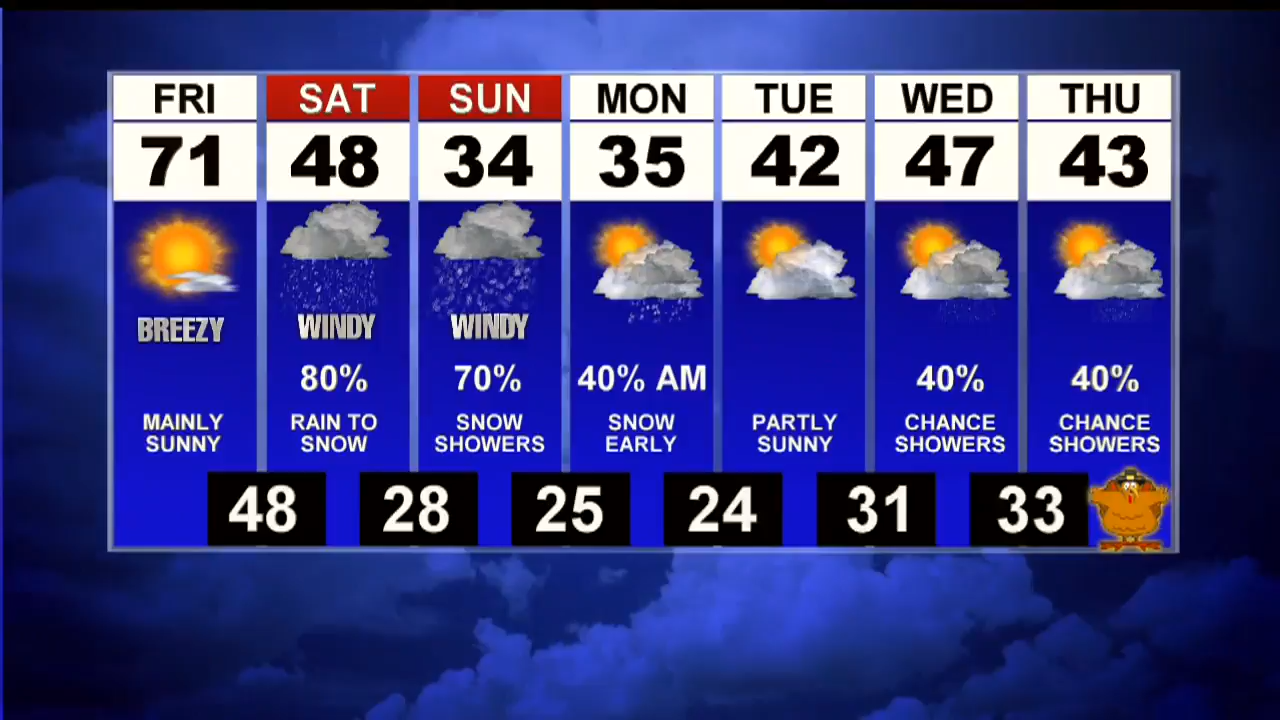 FRI SAT SUN MON TUE WED THU
71 48 34 35 42 47 43
BREEZY WINDY WINDY
80% 70% 40% AM 40% 40%
MAINLY RAIN TO SNOW SNOW PARTLY CHANCE CHANCE
SUNNY SNOW SHOWERS EARLY SUNNY SHOWERS SHOWERS
48 28 25 24 31 33